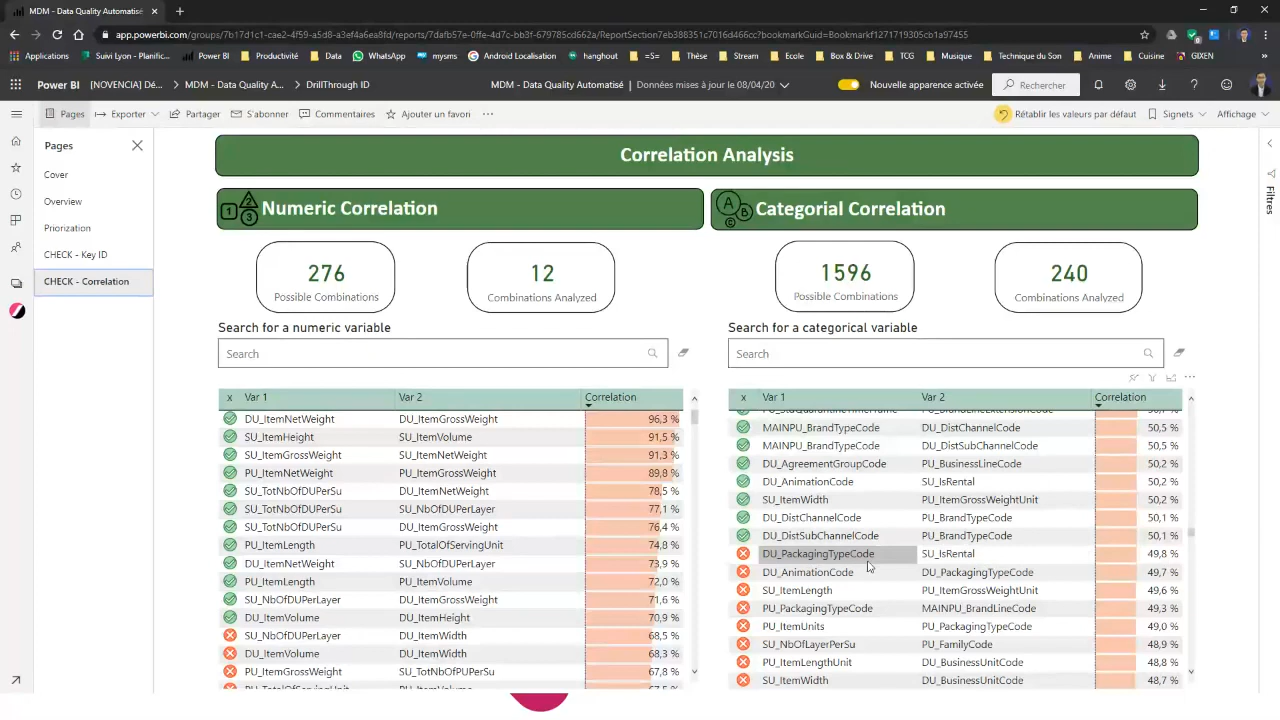 MDM - Data Quality Automatisé
app.powerbi.com/groups/7b17d1c1-cae2-4f59-a5d8-a3ef4a6ea8fd/reports/7dafb57e-0ffe-4d7c-bb3f-679785cd662a/ReportSection7eb388351c7016d466cc?bookmarkGuid=Bookmark1271719305cb1a97455
Applications Suivi Lyon - Planific... Power BI Productivité Data WhatsApp mysms Android Localisation hanghout =S= Thèse Stream Ecole Box & Drive TCG Musique Technique du Son Anime Cuisine GIXEN
Power BI [NOVENCIA] Dé... MDM - Data Quality A... DrillThrough ID MDM - Data Quality Automatisé Données mises à jour le 08/04/20 Nouvelle apparence activée Rechercher
Pages Exporter Partager S'abonner Commentaires Ajouter un favori Rétablir les valeurs par défaut Signets Affichage
Pages
Cover
Overview
Priorization
CHECK - Key ID
CHECK - Correlation
Filtres
Correlation Analysis
1 2 3 Numeric Correlation
A B C Categorial Correlation
276
Possible Combinations
12
Combinations Analyzed
1596
Possible Combinations
240
Combinations Analyzed
Search for a numeric variable
Search
Search for a categorical variable
Search
x Var 1 Var 2 Correlation
DU_ItemNetWeight DU_ItemGrossWeight 96,3 %
SU_ItemHeight SU_ItemVolume 91,5 %
SU_ItemGrossWeight SU_ItemNetWeight 91,3 %
PU_ItemNetWeight PU_ItemGrossWeight 89,8 %
SU_TotNbOfDUPerSu DU_ItemNetWeight 78,5 %
SU_TotNbOfDUPerSu SU_NbOfDUPerLayer 77,1 %
SU_TotNbOfDUPerSu DU_ItemGrossWeight 76,4 %
PU_ItemLength PU_TotalOfServingUnit 74,8 %
DU_ItemNetWeight SU_NbOfDUPerLayer 73,9 %
PU_ItemLength PU_ItemVolume 72,0 %
SU_NbOfDUPerLayer DU_ItemGrossWeight 71,6 %
DU_ItemVolume DU_ItemHeight 70,9 %
SU_NbOfDUPerLayer DU_ItemWidth 68,5 %
DU_ItemVolume DU_ItemWidth 68,3 %
PU_ItemGrossWeight SU_TotNbOfDUPerSu 67,8 %
x Var 1 Var 2 Correlation
MAINPU_BrandTypeCode DU_DistChannelCode 50,5 %
MAINPU_BrandTypeCode DU_DistSubChannelCode 50,5 %
DU_AgreementGroupCode PU_BusinessLineCode 50,2 %
DU_AnimationCode SU_IsRental 50,2 %
SU_ItemWidth PU_ItemGrossWeightUnit 50,2 %
DU_DistChannelCode PU_BrandTypeCode 50,1 %
DU_DistSubChannelCode PU_BrandTypeCode 50,1 %
DU_PackagingTypeCode SU_IsRental 49,8 %
DU_AnimationCode DU_PackagingTypeCode 49,7 %
SU_ItemLength PU_ItemGrossWeightUnit 49,6 %
PU_PackagingTypeCode MAINPU_BrandLineCode 49,3 %
PU_ItemUnits PU_PackagingTypeCode 49,0 %
SU_NbOfLayerPerSu PU_FamilyCode 48,9 %
PU_ItemLengthUnit DU_BusinessUnitCode 48,8 %
SU_ItemWidth DU_BusinessUnitCode 48,7 %